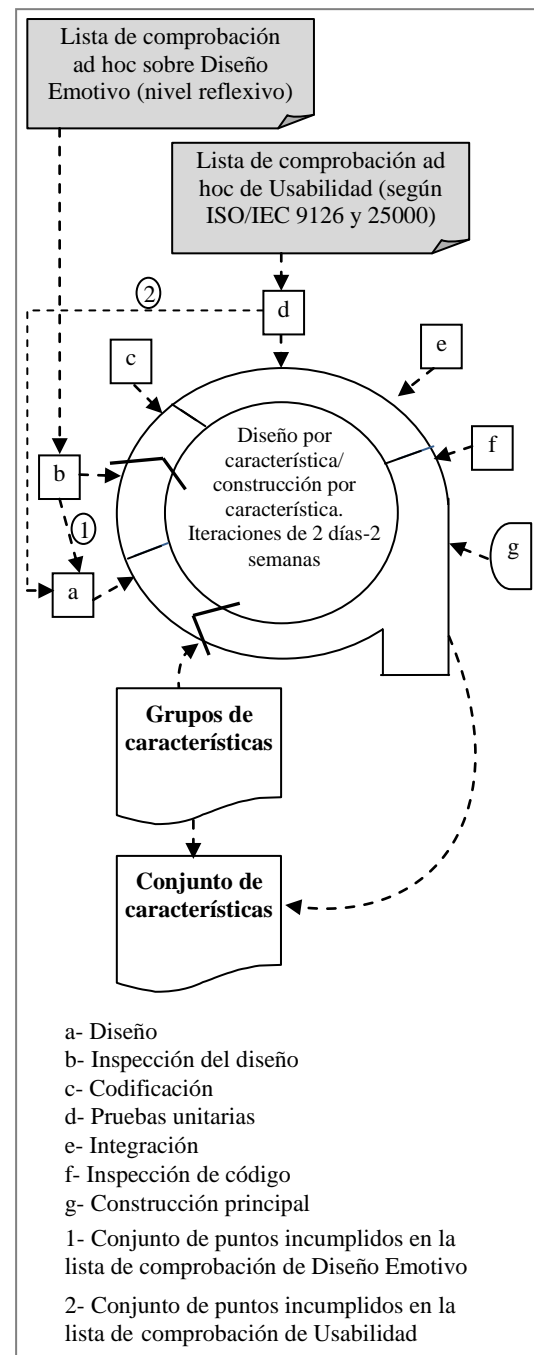 Lista de comprobación
ad hoc sobre Diseño
Emotivo (nivel reflexivo)
Lista de comprobación ad
hoc de Usabilidad (según
ISO/IEC 9126 y 25000)
2
d
e
c
f
Diseño por
característica/
construcción por
característica.
Iteraciones de 2 días-2
semanas
b
g
1
a
Grupos de
características
Conjunto de
características
a- Diseño
b- Inspección del diseño
c- Codificación
d- Pruebas unitarias
e- Integración
f- Inspección de código
g- Construcción principal
1- Conjunto de puntos incumplidos en la
lista de comprobación de Diseño Emotivo
2- Conjunto de puntos incumplidos en la
lista de comprobación de Usabilidad